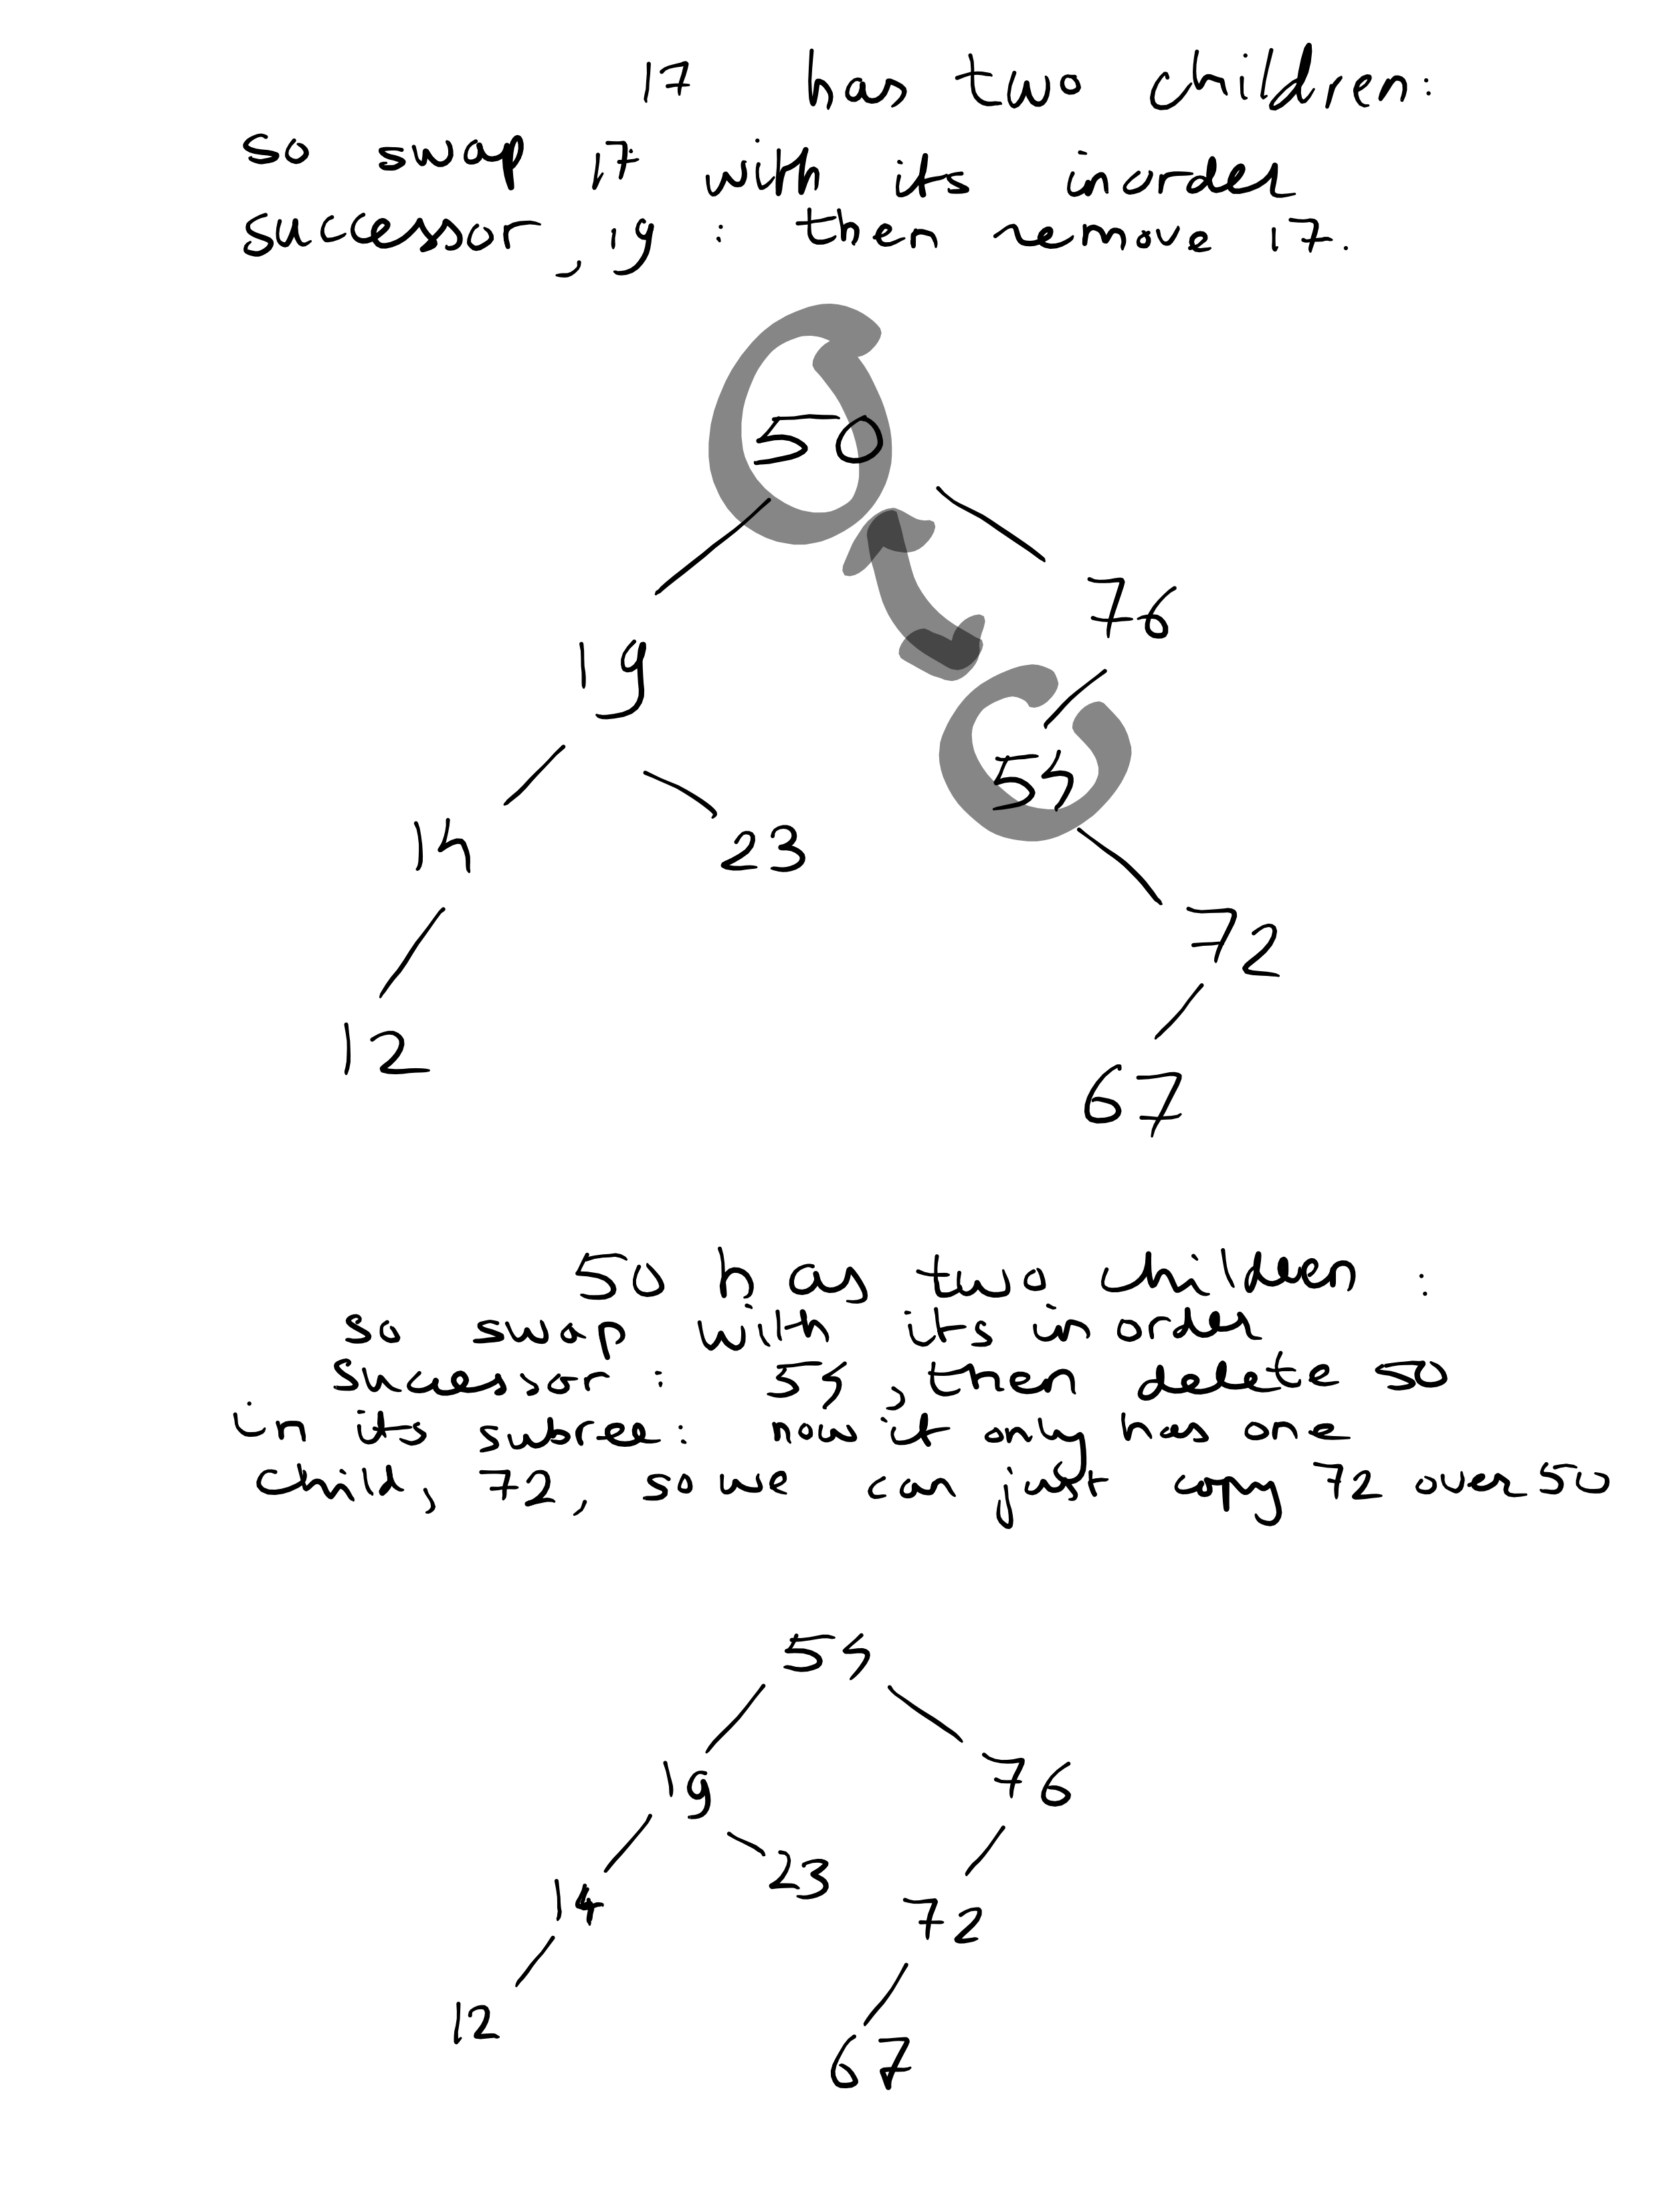 17 has two children:
so swap 17 with its inorder
successor, 19 : then remove 17.
50
76
19
54
14
23
72
12
67
50 has two children :
so swap with its inorder
successor : 54, then delete 50
in its subree: now it only has one
child, 72, so we can just copy 72 over 50
54
19
76
14
23
72
12
67